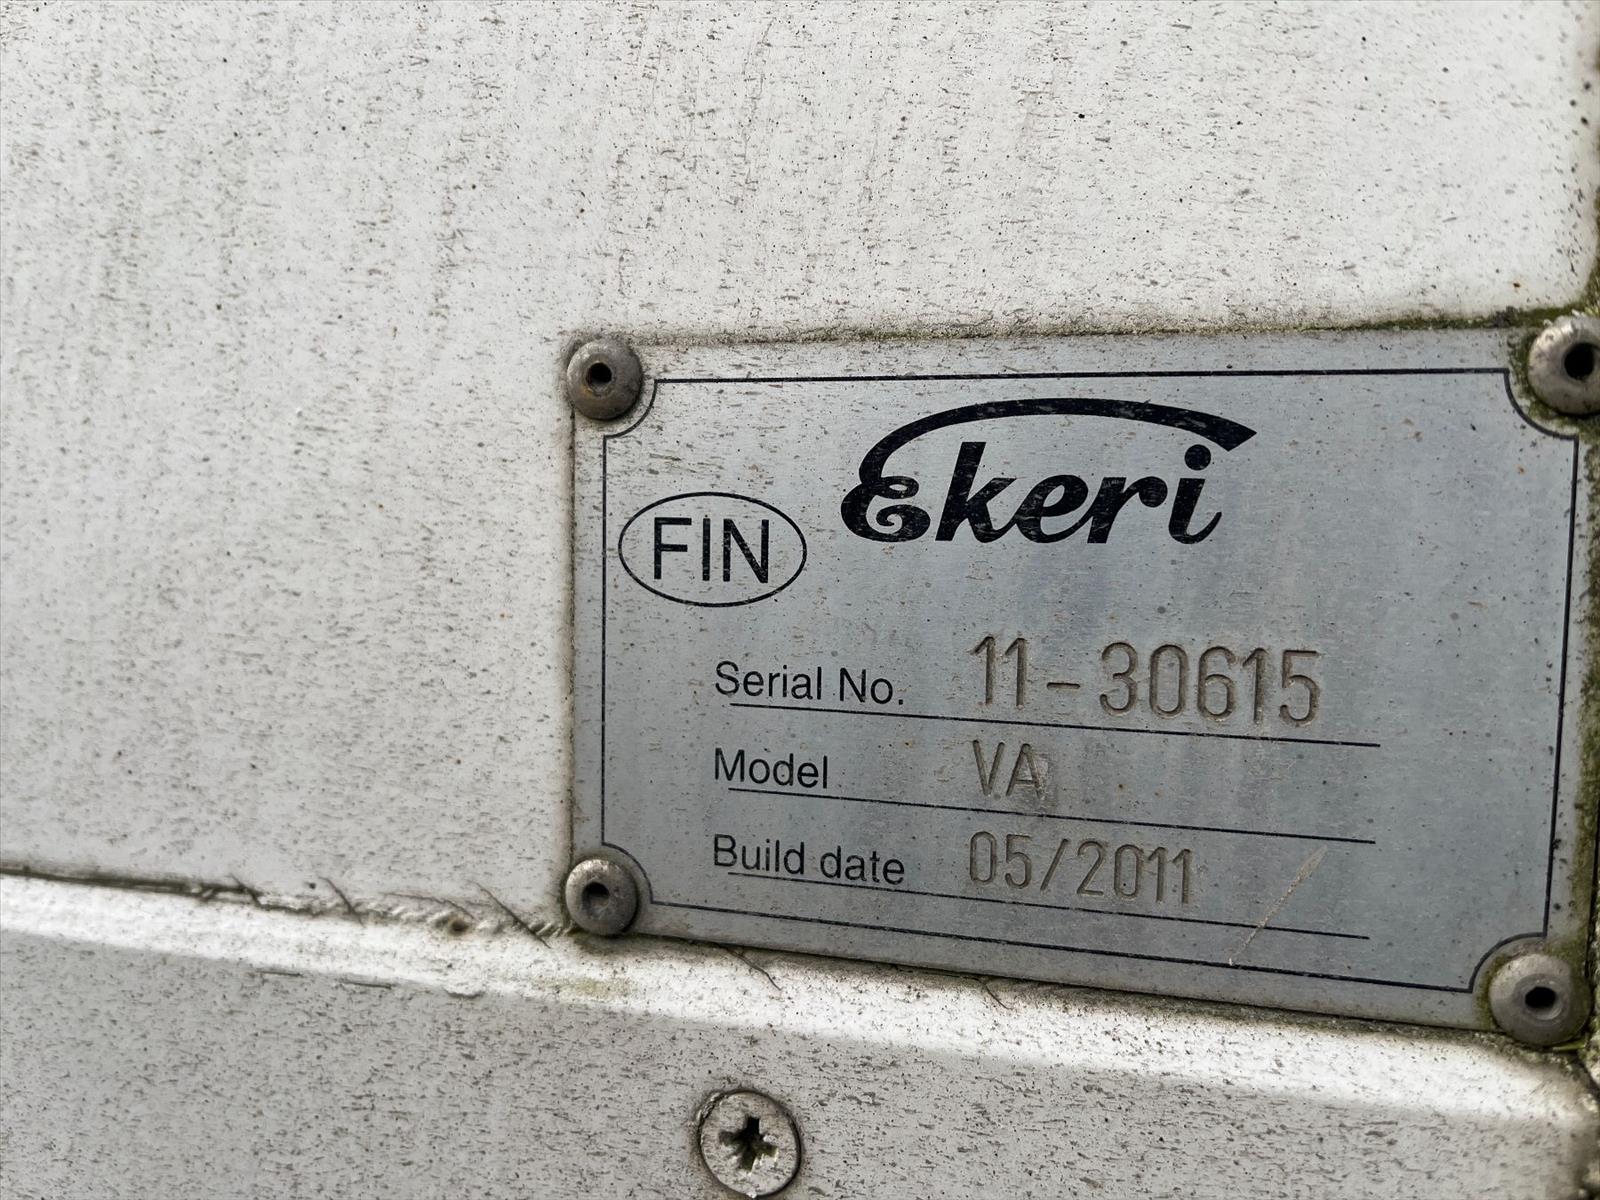 Ekeri
FIN
Serial No. 11-30615
Model VA
Build date 05/2011